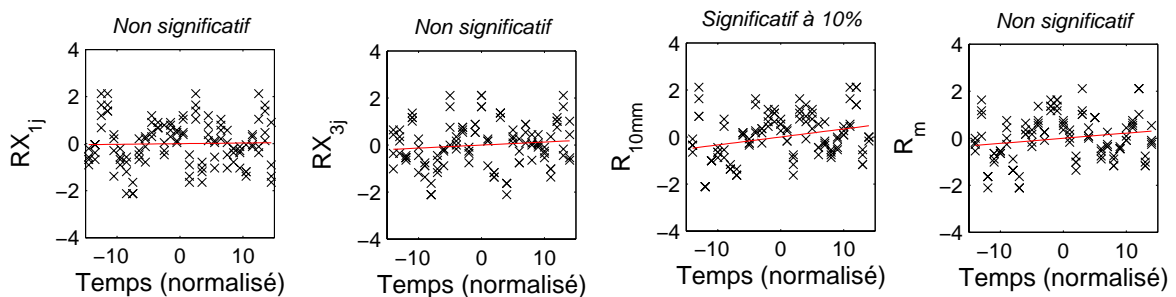 Non significatif
4
2
0
−2
−4
RX1j
−10 0 10
Temps (normalisé)
Non significatif
4
2
0
−2
−4
RX3j
−10 0 10
Temps (normalisé)
Significatif à 10%
4
2
0
−2
−4
R10mm
−10 0 10
Temps (normalisé)
Non significatif
4
2
0
−2
−4
Rm
−10 0 10
Temps (normalisé)